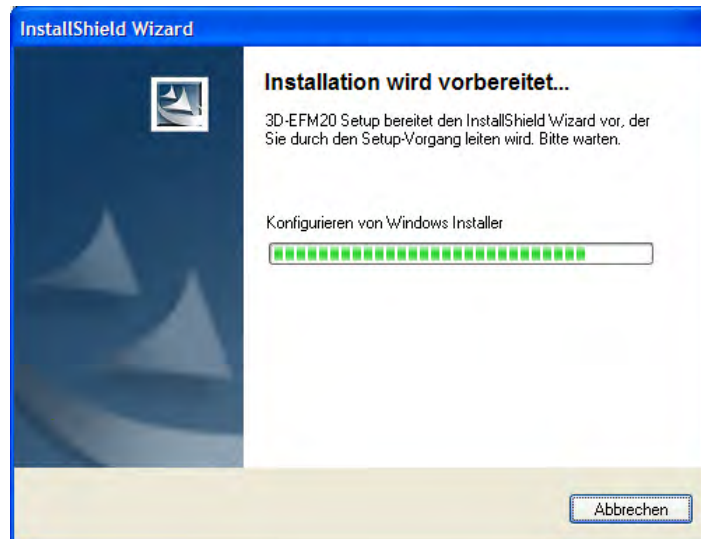 InstallShield Wizard
Installation wird vorbereitet...
3D-EFM20 Setup bereitet den InstallShield Wizard vor, der
Sie durch den Setup-Vorgang leiten wird. Bitte warten.
Konfigurieren von Windows Installer
Abbrechen